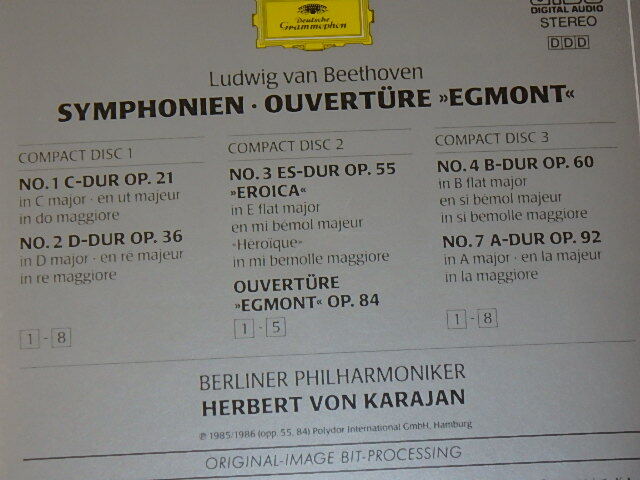 Deutsche
Grammophon
DIGITAL AUDIO
STEREO
DDD
Ludwig van Beethoven
SYMPHONIEN · OUVERTÜRE »EGMONT«
COMPACT DISC 1
NO. 1 C-DUR OP. 21
in C major · en ut majeur
in do maggiore
NO. 2 D-DUR OP. 36
in D major · en ré majeur
in re maggiore
1 - 8
COMPACT DISC 2
NO. 3 ES-DUR OP. 55
»EROICA«
in E flat major
en mi bémol majeur
«Héroïque»
in mi bemolle maggiore
OUVERTÜRE
»EGMONT« OP. 84
1 - 5
COMPACT DISC 3
NO. 4 B-DUR OP. 60
in B flat major
en si bémol majeur
in si bemolle maggiore
NO. 7 A-DUR OP. 92
in A major · en la majeur
in la maggiore
1 - 8
BERLINER PHILHARMONIKER
HERBERT VON KARAJAN
℗ 1985/1986 (opp. 55, 84) Polydor International GmbH, Hamburg
ORIGINAL-IMAGE BIT-PROCESSING